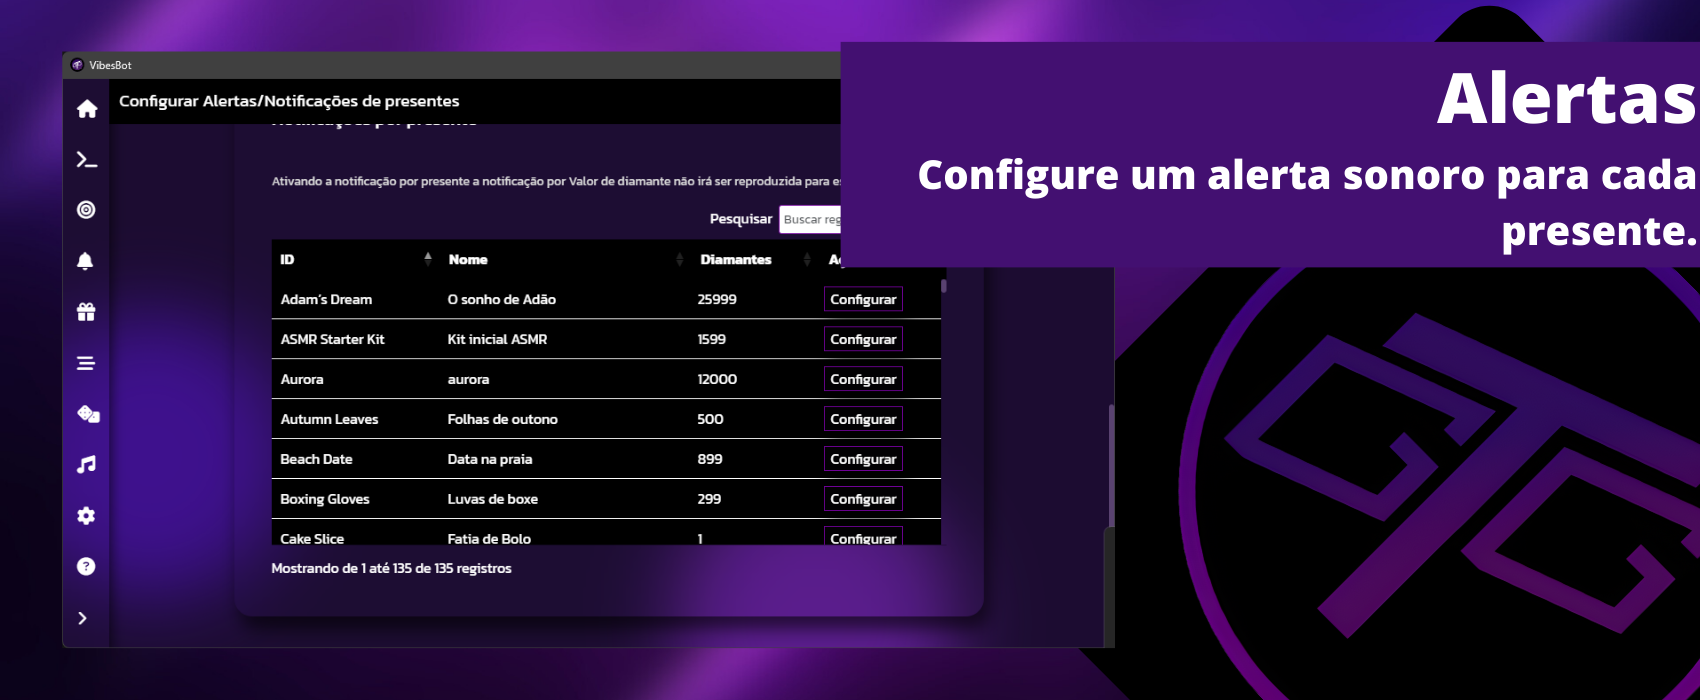 VibesBot
Configurar Alertas/Notificações de presentes
Notificações por presente
Ativando a notificação por presente a notificação por Valor de diamante não irá ser reproduzida para
Pesquisar Buscar
ID Nome Diamantes
Adam's Dream O sonho de Adão 25999 Configurar
ASMR Starter Kit Kit inicial ASMR 1599 Configurar
Aurora aurora 12000 Configurar
Autumn Leaves Folhas de outono 500 Configurar
Beach Date Data na praia 899 Configurar
Boxing Gloves Luvas de boxe 299 Configurar
Cake Slice Fatia de Bolo 1 Configurar
Mostrando de 1 até 135 de 135 registros
Alertas
Configure um alerta sonoro para cada
presente.